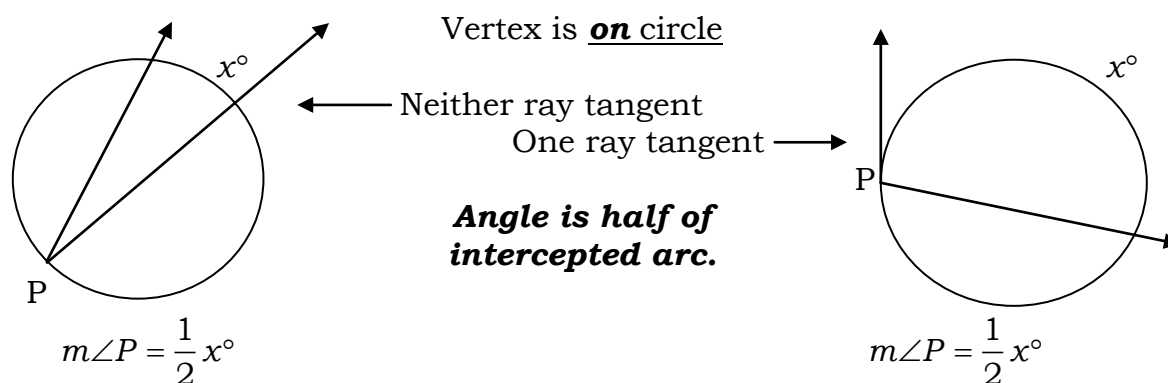 Vertex is on circle
x°
x°
Neither ray tangent
One ray tangent
P
Angle is half of
intercepted arc.
P
m∠P = 1/2 x°
m∠P = 1/2 x°